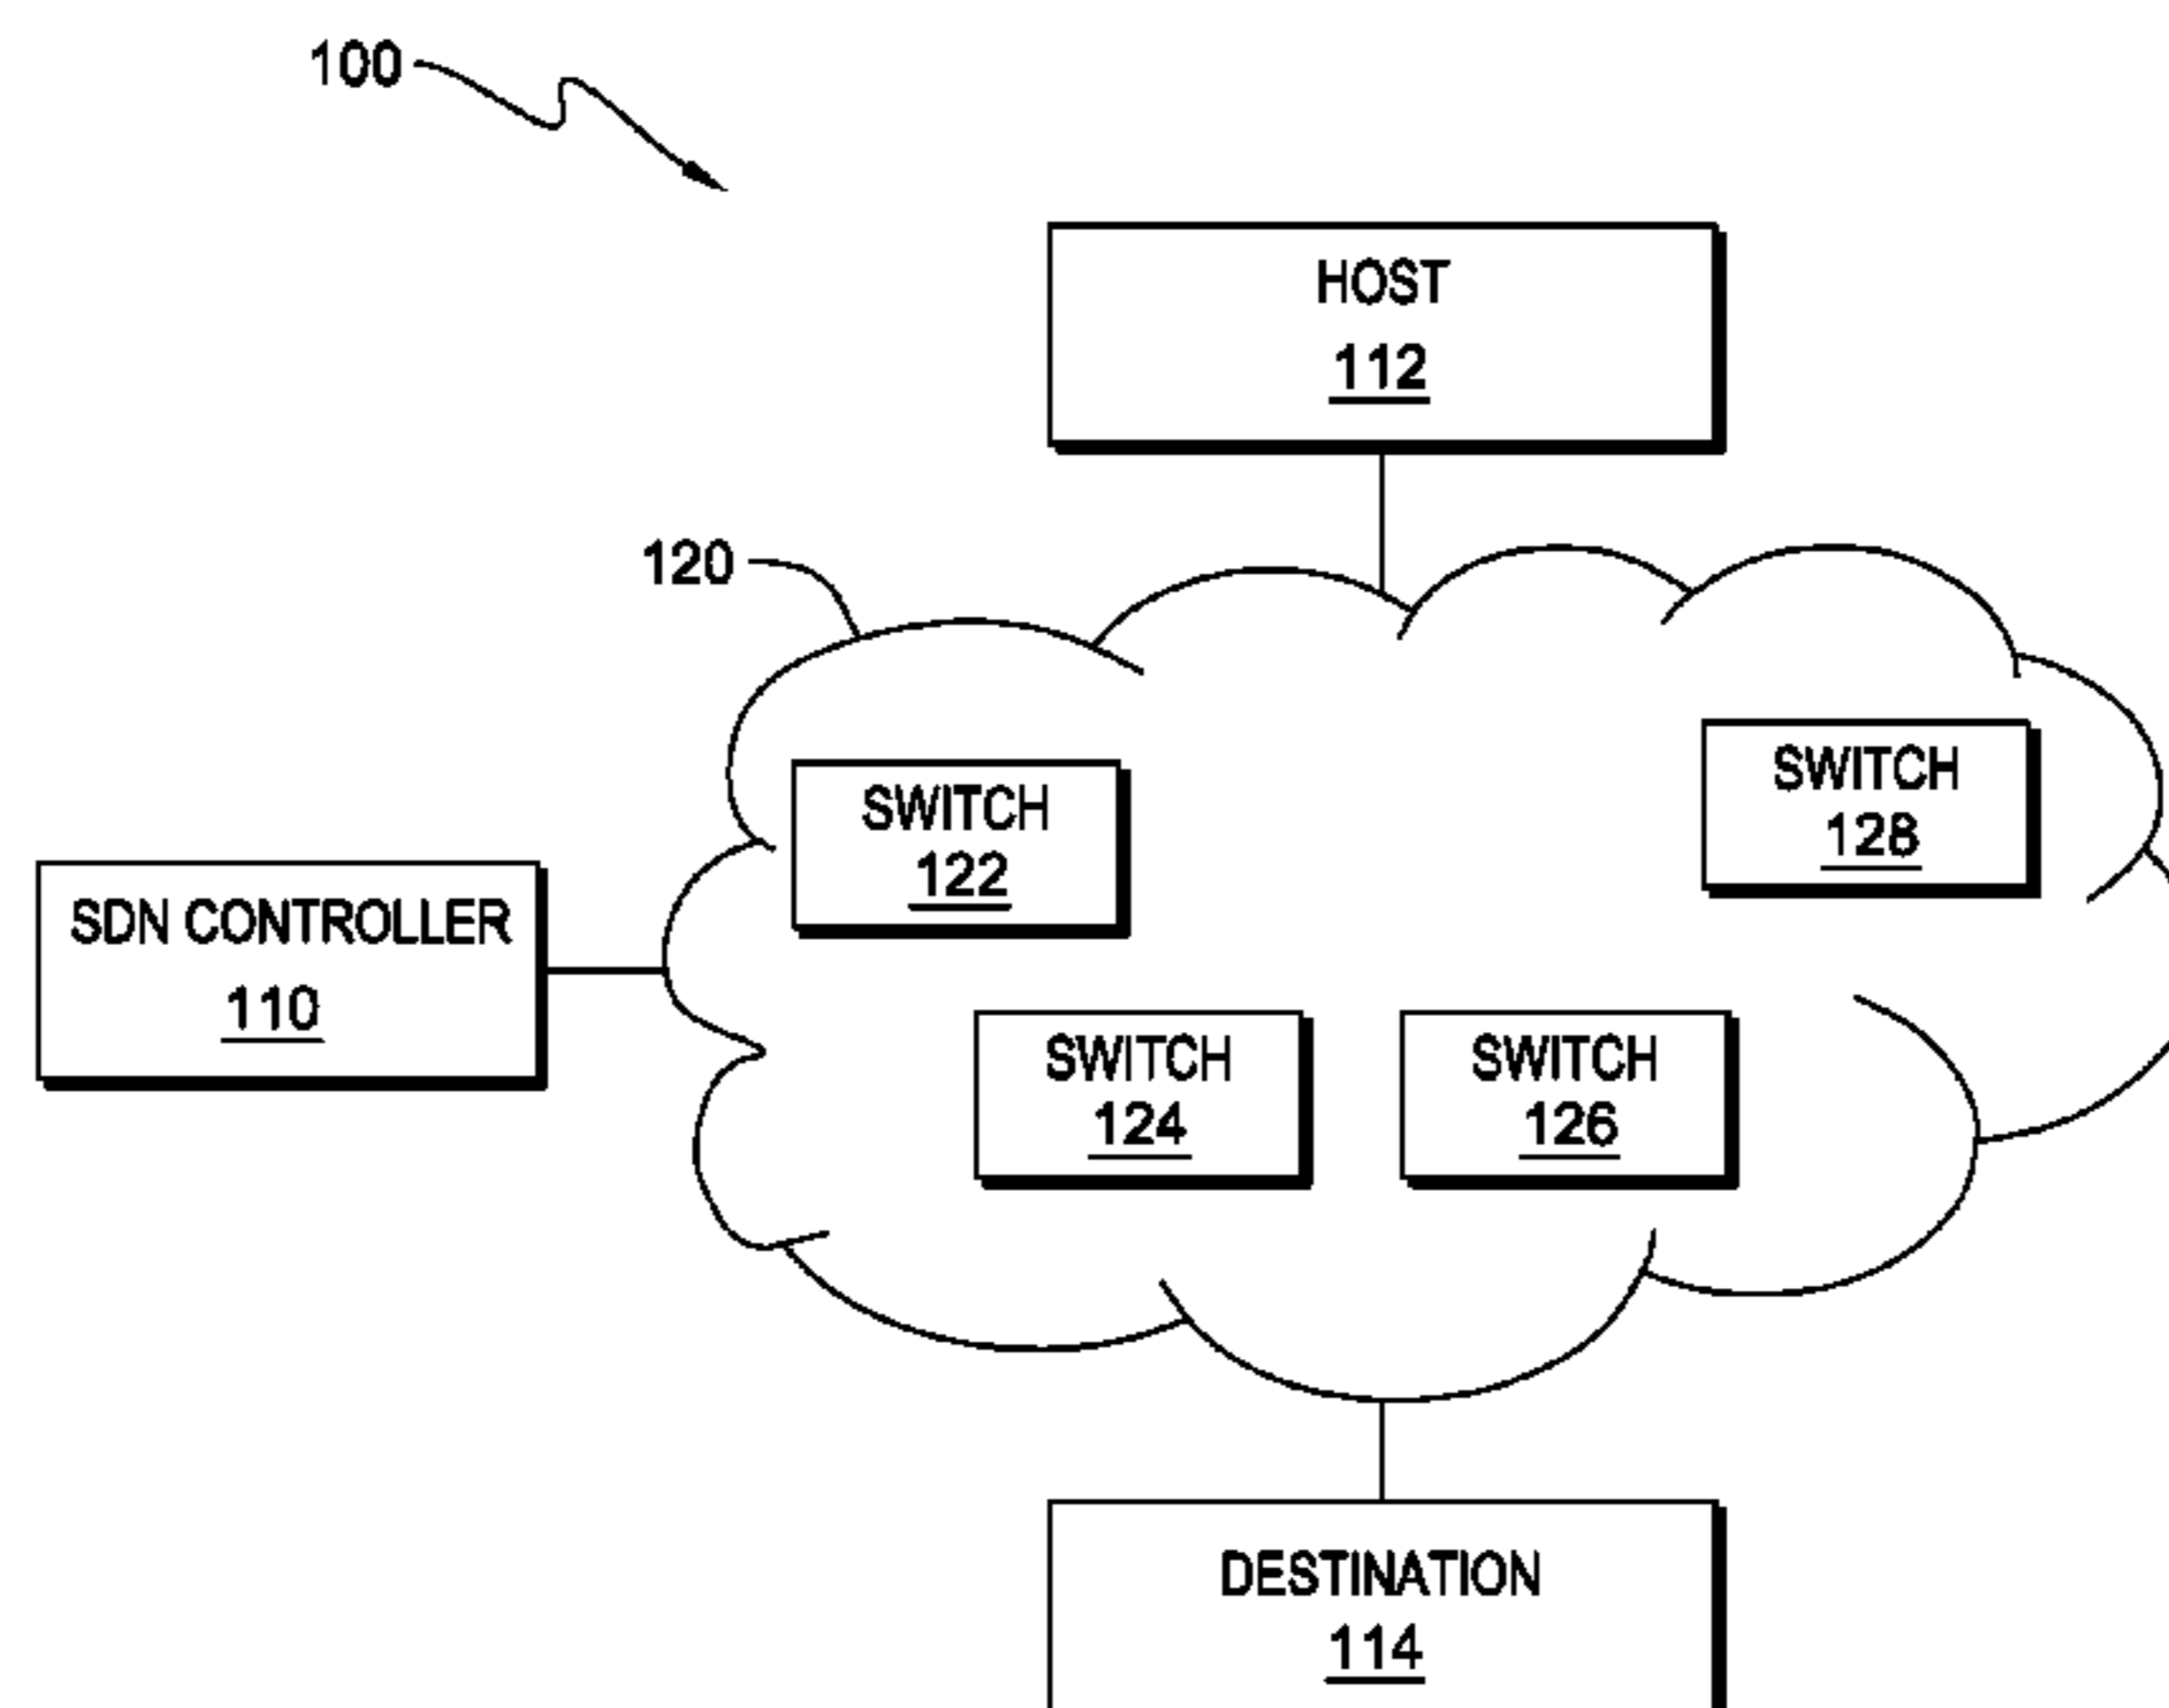 100
HOST
112
120
SWITCH
128
SWITCH
122
SDN CONTROLLER
110
SWITCH
124
SWITCH
126
DESTINATION
114